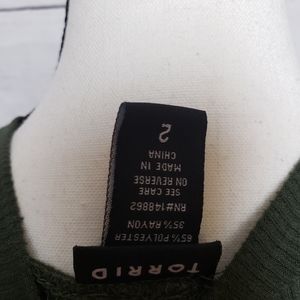 TORRID
65% POLYESTER
35% RAYON
RN#148862
SEE CARE
ON REVERSE
MADE IN
CHINA
2